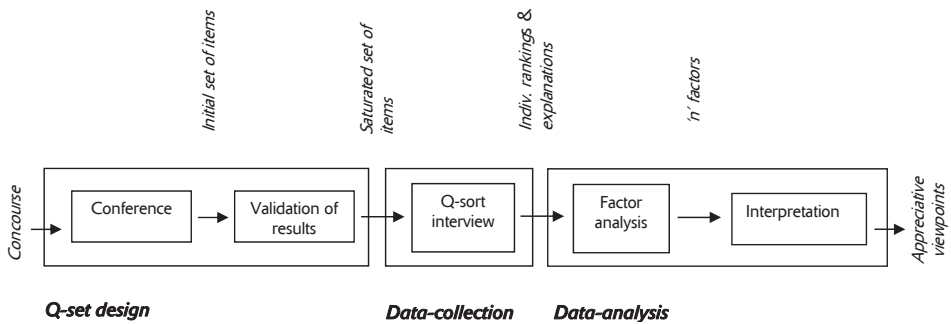 Initial set of items
Saturated set of
items
Indiv. rankings &
explanations
'n' factors
Concourse
Conference
Validation of
results
Q-sort
interview
Factor
analysis
Interpretation
Appreciative
viewpoints
Q-set design
Data-collection
Data-analysis